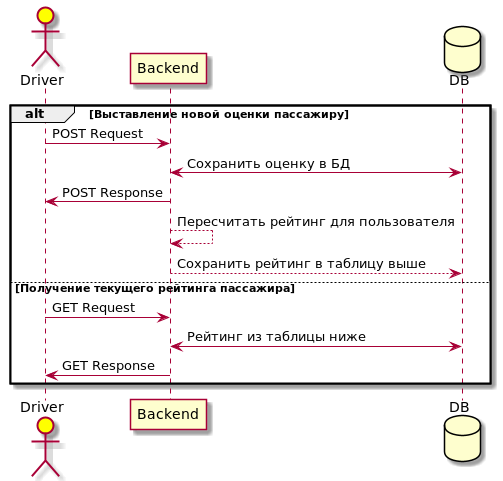 Driver
Backend
DB
alt [Выставление новой оценки пассажиру]
POST Request
Сохранить оценку в БД
POST Response
Пересчитать рейтинг для пользователя
Сохранить рейтинг в таблицу выше
[Получение текущего рейтинга пассажира]
GET Request
Рейтинг из таблицы ниже
GET Response
Driver
Backend
DB